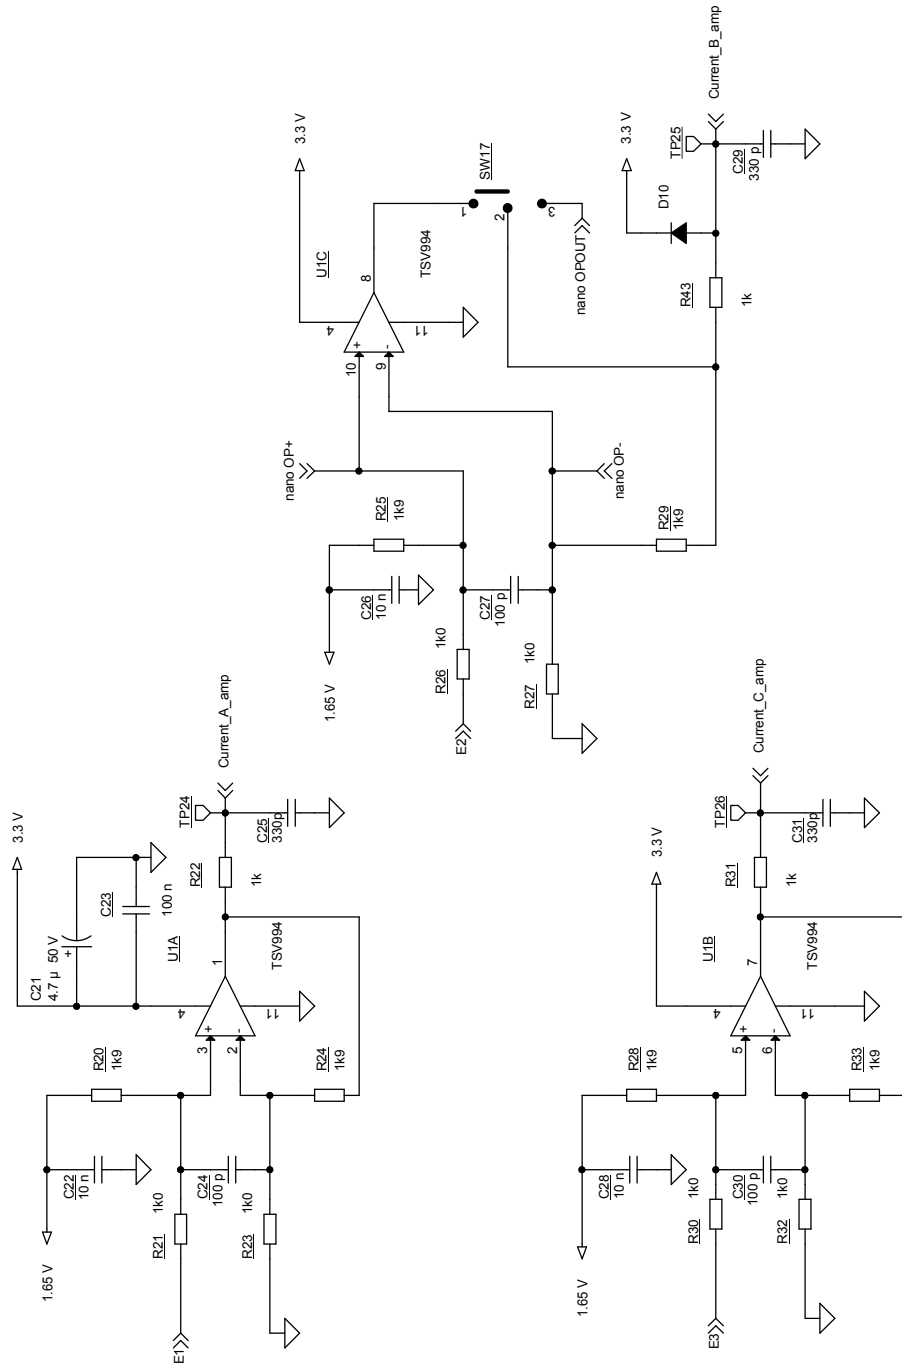 3.3 V
C21
4.7 µ 50 V
+
C23
100 n
U1A
TSV994
4
11
3
+
2
-
1
R20
1k9
R24
1k9
R22
1k
TP24
C25
330p
Current_A_amp
1.65 V
C22
10 n
R21
1k0
C24
100 p
R23
1k0
E1
3.3 V
U1C
TSV994
4
11
10
+
9
-
8
SW17
1
2
3
nano OPOUT
nano OP+
nano OP-
R25
1k9
R29
1k9
C26
10 n
1.65 V
R26
1k0
C27
100 p
R27
1k0
E2
3.3 V
D10
R43
1k
TP25
C29
330 p
Current_B_amp
3.3 V
U1B
TSV994
4
11
5
+
6
-
7
R28
1k9
R33
1k9
R31
1k
TP26
C31
330p
Current_C_amp
1.65 V
C28
10 n
R30
1k0
C30
100 p
R32
1k0
E3